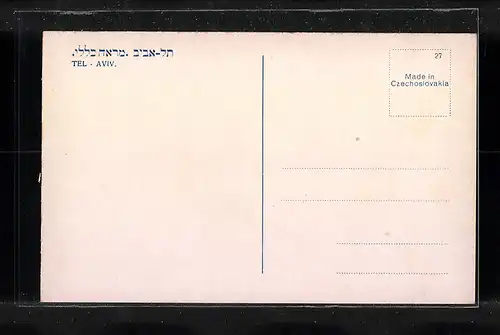 תל-אביב. מראה כללי.
TEL - AVIV.
27
Made in
Czechoslovakia